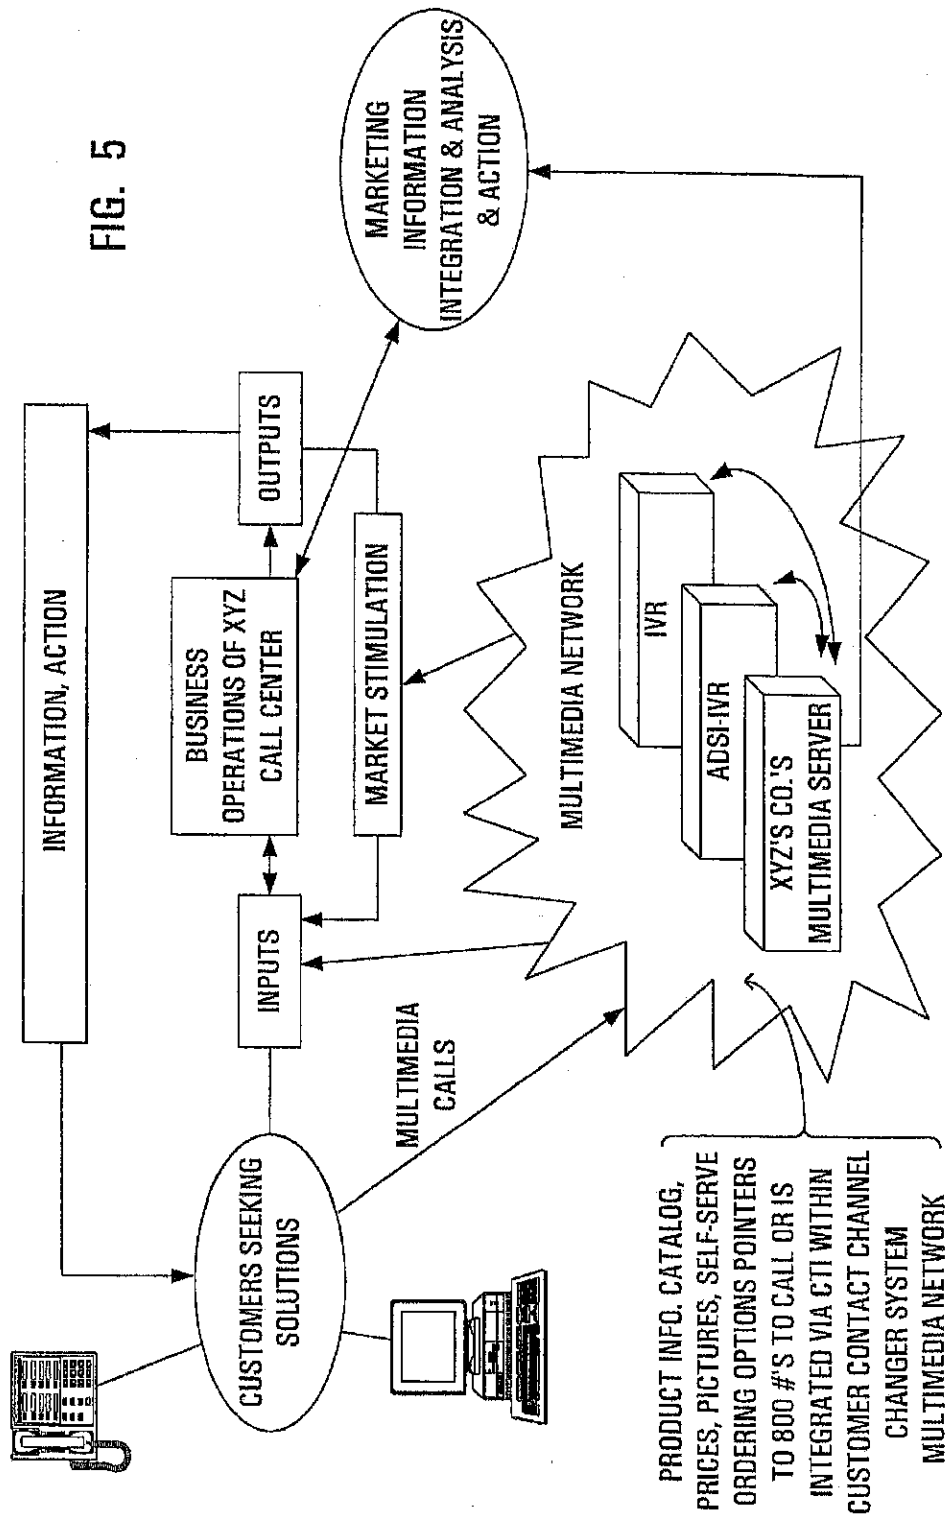 FIG. 5
INFORMATION, ACTION
BUSINESS
OPERATIONS OF XYZ
CALL CENTER
INPUTS
OUTPUTS
MARKET STIMULATION
MARKETING
INFORMATION
INTEGRATION & ANALYSIS
& ACTION
CUSTOMERS SEEKING
SOLUTIONS
MULTIMEDIA
CALLS
MULTIMEDIA NETWORK
IVR
ADSI-IVR
XYZ'S CO.'S
MULTIMEDIA SERVER
PRODUCT INFO. CATALOG,
PRICES, PICTURES, SELF-SERVE
ORDERING OPTIONS POINTERS
TO 800 #'S TO CALL OR IS
INTEGRATED VIA CTI WITHIN
CUSTOMER CONTACT CHANNEL
CHANGER SYSTEM
MULTIMEDIA NETWORK